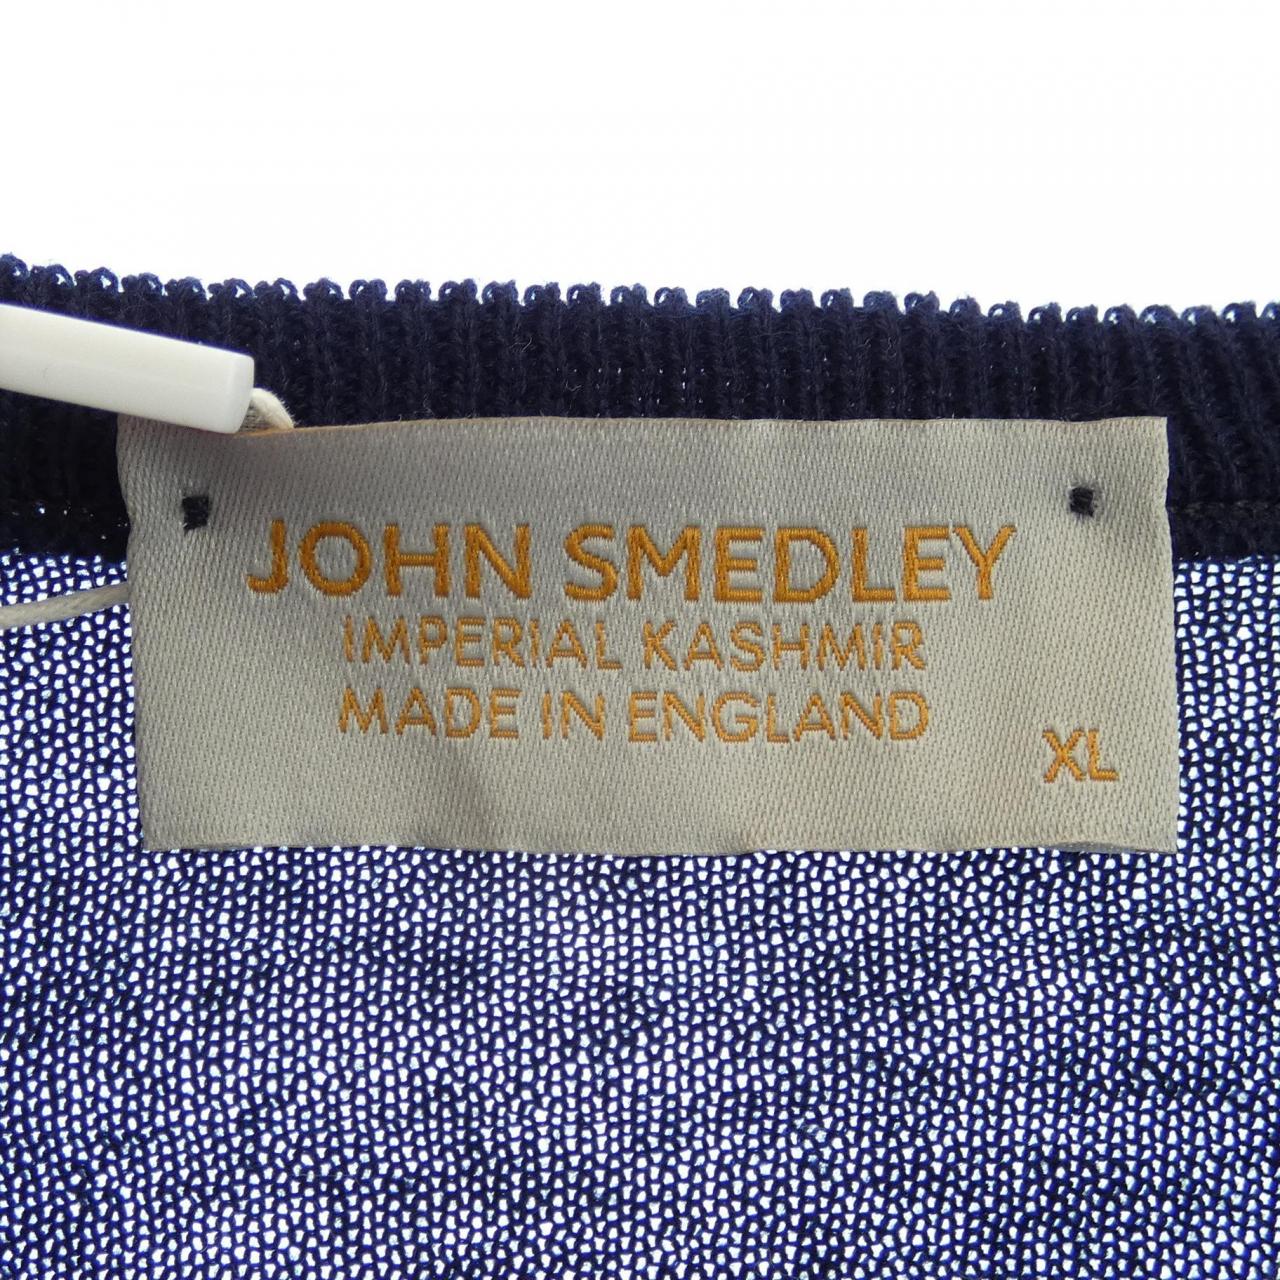 JOHN SMEDLEY
IMPERIAL KASHMIR
MADE IN ENGLAND
XL